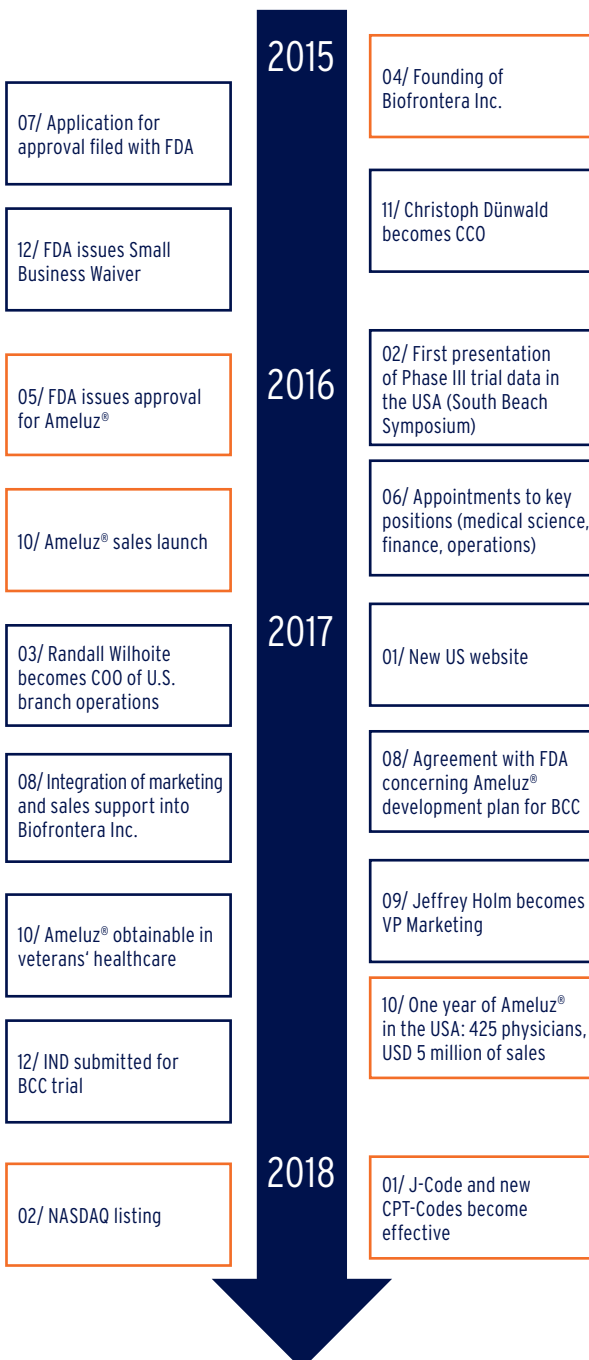 2015
04/ Founding of
Biofrontera Inc.
07/ Application for
approval filed with FDA
11/ Christoph Dünwald
becomes CCO
12/ FDA issues Small
Business Waiver
2016
02/ First presentation
of Phase III trial data in
the USA (South Beach
Symposium)
05/ FDA issues approval
for Ameluz®
06/ Appointments to key
positions (medical science,
finance, operations)
10/ Ameluz® sales launch
2017
01/ New US website
03/ Randall Wilhoite
becomes COO of U.S.
branch operations
08/ Agreement with FDA
concerning Ameluz®
development plan for BCC
08/ Integration of marketing
and sales support into
Biofrontera Inc.
09/ Jeffrey Holm becomes
VP Marketing
10/ Ameluz® obtainable in
veterans‘ healthcare
10/ One year of Ameluz®
in the USA: 425 physicians,
USD 5 million of sales
12/ IND submitted for
BCC trial
2018
01/ J-Code and new
CPT-Codes become
effective
02/ NASDAQ listing